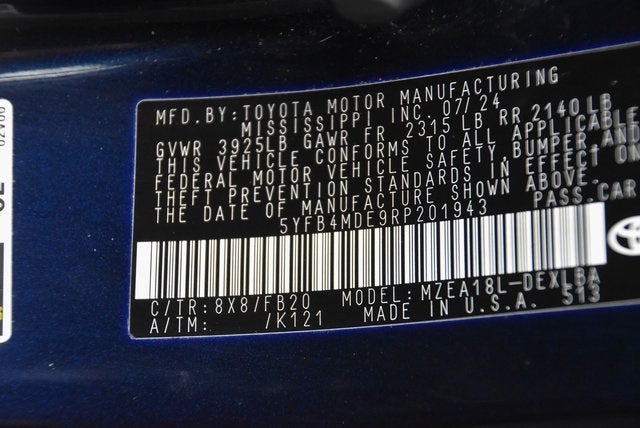 MFD. BY: TOYOTA MOTOR MANUFACTURING
MISSISSIPPI INC 07/24
GVWR 3925LB GAWR FR 2315 LB RR 2140LB
THIS VEHICLE CONFORMS TO ALL APPLICABLE
FEDERAL MOTOR VEHICLE SAFETY, BUMPER, AND
THEFT PREVENTION STANDARDS IN EFFECT ON
THE DATE OF MANUFACTURE SHOWN ABOVE.
5YFB4MDE9RP201943 PASS. CAR
C/TR: 8X8/FB20 MODEL: MZEA18L-DEXLBA
A/TM: /K121 MADE IN U.S.A. 513